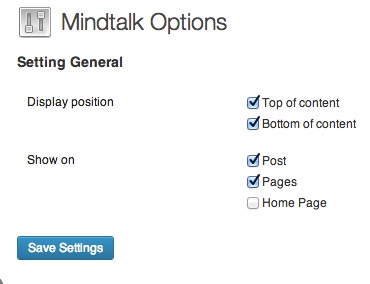 Mindtalk Options
Setting General
Display position
Top of content
Bottom of content
Show on
Post
Pages
Home Page
Save Settings